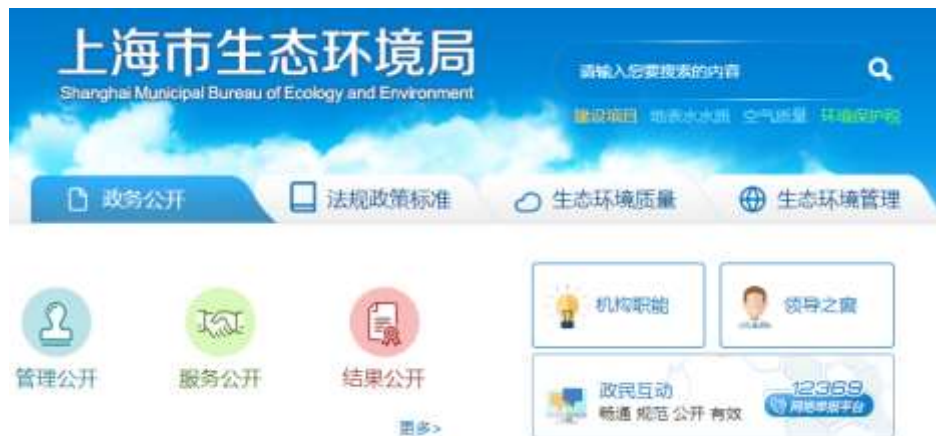 上海市生态环境局
Shanghai Municipal Bureau of Ecology and Environment
请输入您要搜索的内容
建设项目 地表水水质 空气质量 环境保护税
政务公开 法规政策标准 生态环境质量 生态环境管理
机构职能 领导之窗
管理公开 服务公开 结果公开
政民互动 12369
畅通 规范 公开 有效 网络举报平台
更多>